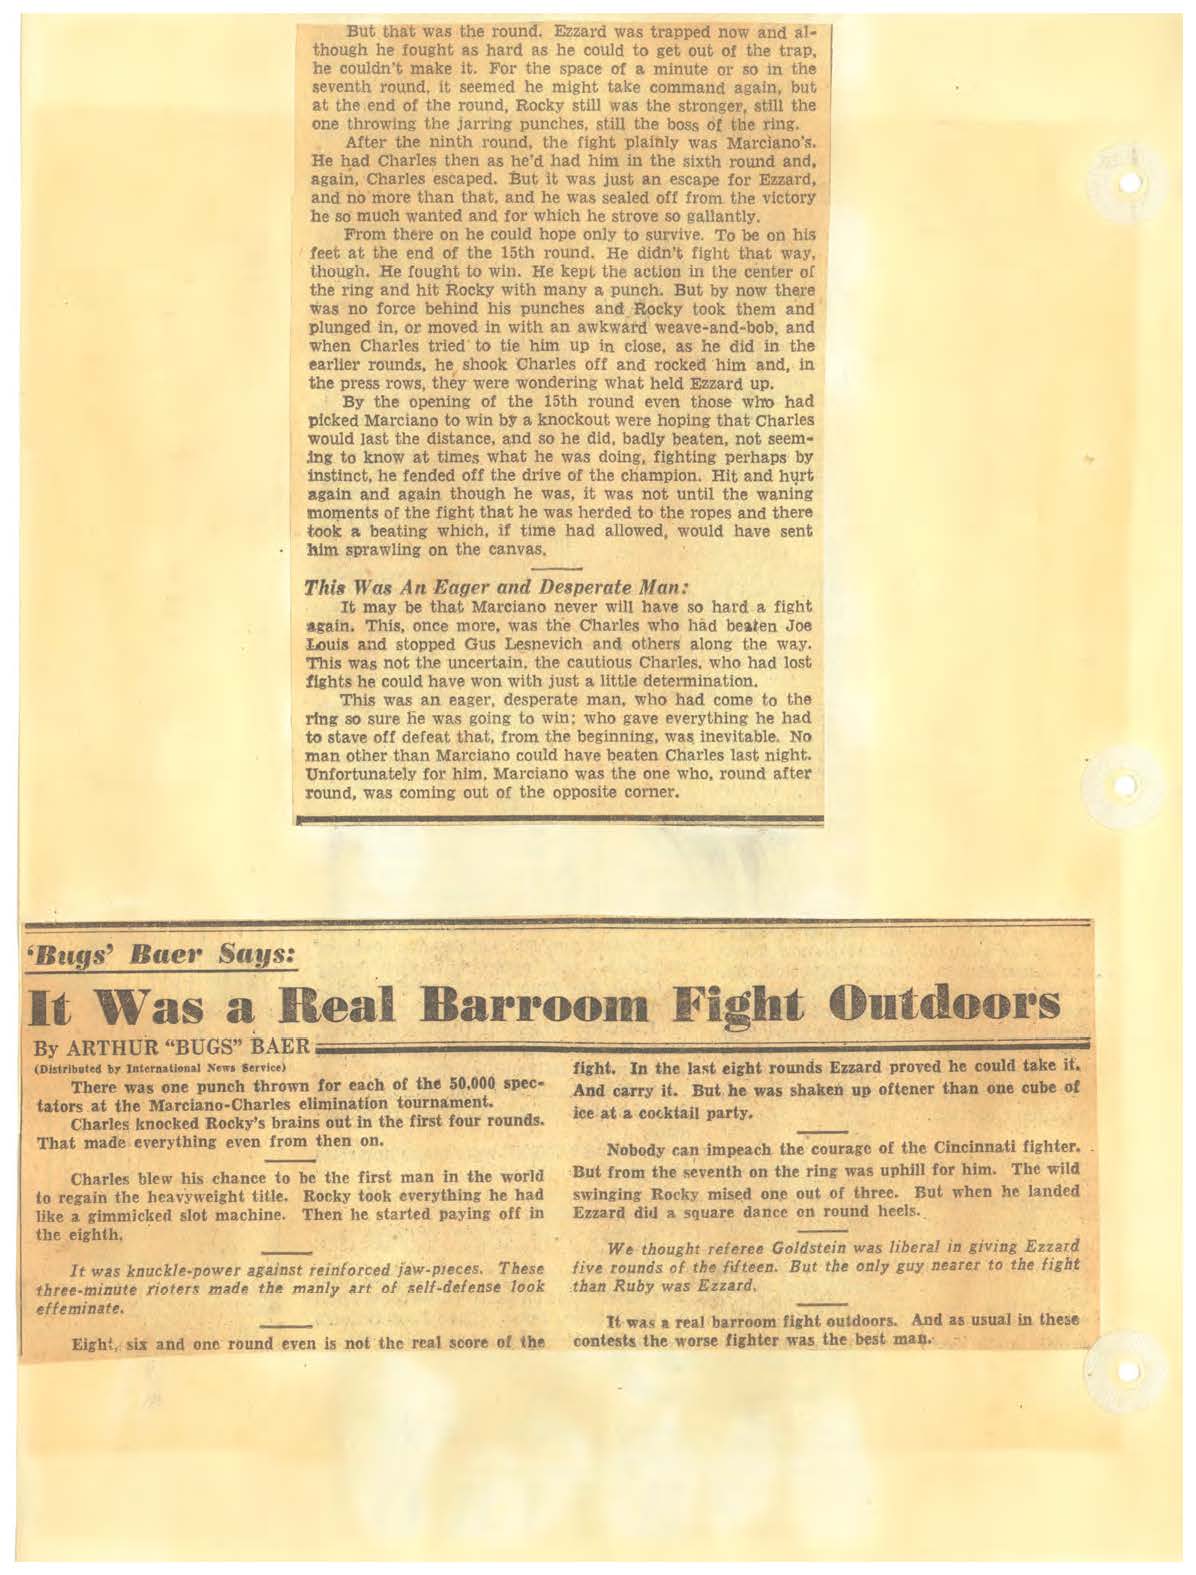 But that was the round. Ezzard was trapped now and al-
though he fought as hard as he could to get out of the trap,
he couldn't make it. For the space of a minute or so in the
seventh round, it seemed he might take command again, but
at the end of the round, Rocky still was the stronger, still the
one throwing the jarring punches, still the boss of the ring.
After the ninth round, the fight plainly was Marciano's.
He had Charles then as he'd had him in the sixth round and,
again, Charles escaped. But it was just an escape for Ezzard,
and no more than that, and he was sealed off from the victory
he so much wanted and for which he strove so gallantly.
From there on he could hope only to survive. To be on his
feet at the end of the 15th round. He didn't fight that way,
though. He fought to win. He kept the action in the center of
the ring and hit Rocky with many a punch. But by now there
was no force behind his punches and Rocky took them and
plunged in, or moved in with an awkward weave-and-bob, and
when Charles tried to tie him up in close, as he did in the
earlier rounds, he shook Charles off and rocked him and, in
the press rows, they were wondering what held Ezzard up.
By the opening of the 15th round even those who had
picked Marciano to win by a knockout were hoping that Charles
would last the distance, and so he did, badly beaten, not seem-
ing to know at times what he was doing, fighting perhaps by
instinct, he fended off the drive of the champion. Hit and hurt
again and again though he was, it was not until the waning
moments of the fight that he was herded to the ropes and there
took a beating which, if time had allowed, would have sent
him sprawling on the canvas.
This Was An Eager and Desperate Man:
It may be that Marciano never will have so hard a fight
again. This, once more, was the Charles who had beaten Joe
Louis and stopped Gus Lesnevich and others along the way.
This was not the uncertain, the cautious Charles, who had lost
fights he could have won with just a little determination.
This was an eager, desperate man, who had come to the
ring so sure he was going to win; who gave everything he had
to stave off defeat that, from the beginning, was inevitable. No
man other than Marciano could have beaten Charles last night.
Unfortunately for him, Marciano was the one who, round after
round, was coming out of the opposite corner.
'Bugs' Baer Says:
It Was a Real Barroom Fight Outdoors
By ARTHUR "BUGS" BAER
(Distributed by International News Service)
There was one punch thrown for each of the 50,000 spec-
tators at the Marciano-Charles elimination tournament.
Charles knocked Rocky's brains out in the first four rounds.
That made everything even from then on.
Charles blew his chance to be the first man in the world
to regain the heavyweight title. Rocky took everything he had
like a gimmicked slot machine. Then he started paying off in
the eighth.
It was knuckle-power against reinforced jaw-pieces. These
three-minute rioters made the manly art of self-defense look
effeminate.
Eight, six and one round even is not the real score of the
fight. In the last eight rounds Ezzard proved he could take it.
And carry it. But he was shaken up oftener than one cube of
ice at a cocktail party.
Nobody can impeach the courage of the Cincinnati fighter.
But from the seventh on the ring was uphill for him. The wild
swinging Rocky mised one out of three. But when he landed
Ezzard did a square dance on round heels.
We thought referee Goldstein was liberal in giving Ezzard
five rounds of the fifteen. But the only guy nearer to the fight
than Ruby was Ezzard.
It was a real barroom fight outdoors. And as usual in these
contests the worse fighter was the best man.